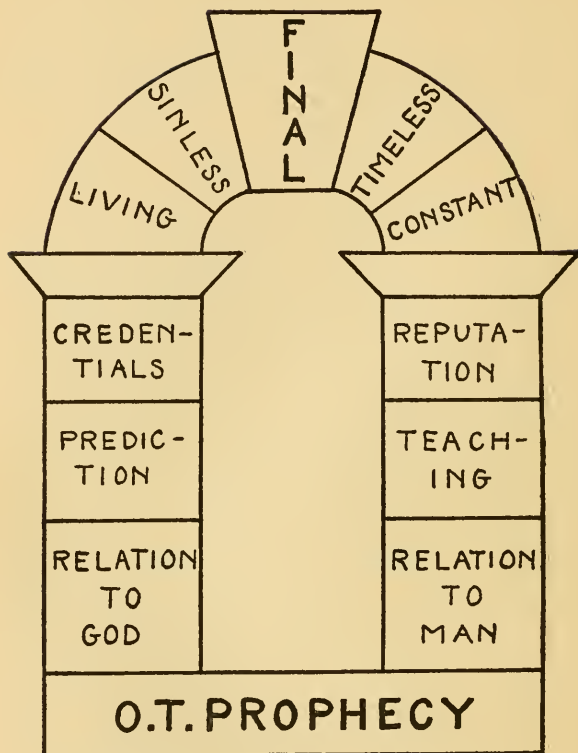 FINAL
SINLESS
TIMELESS
LIVING
CONSTANT
CREDEN-
TIALS
REPUTA-
TION
PREDIC-
TION
TEACH-
ING
RELATION
TO
GOD
RELATION
TO
MAN
O.T. PROPHECY